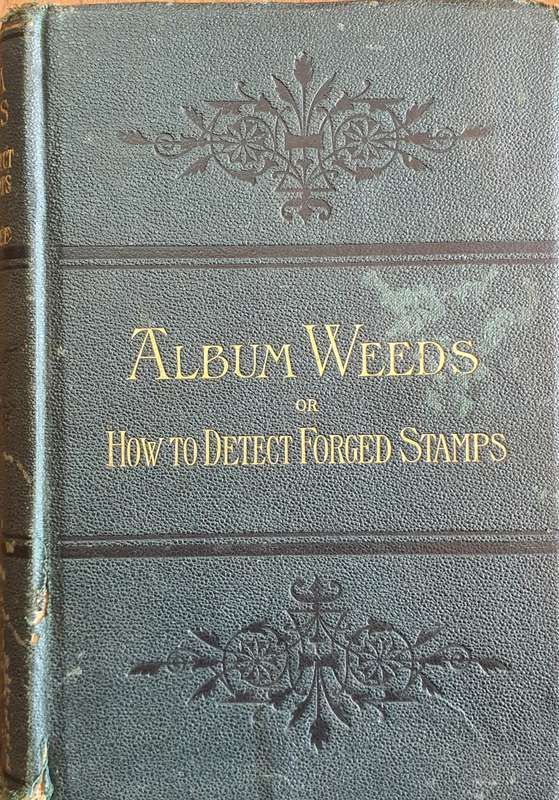 ALBUM WEEDS
OR
HOW TO DETECT FORGED STAMPS